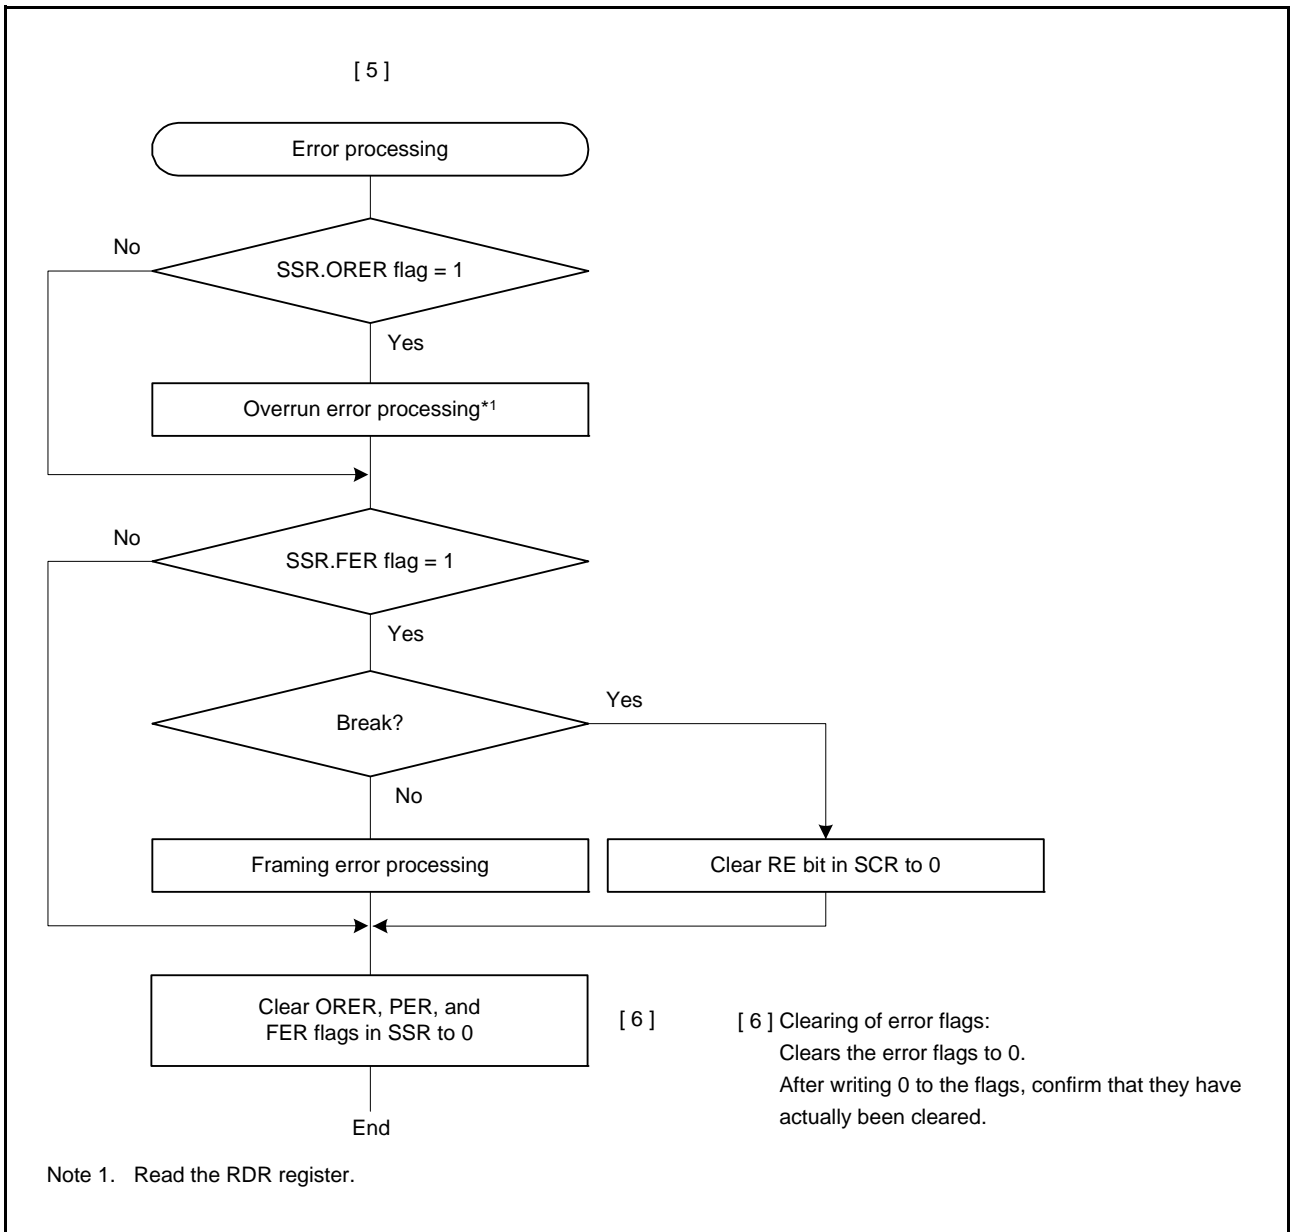 [ 5 ]
Error processing
No
SSR.ORER flag = 1
Yes
Overrun error processing*1
No
SSR.FER flag = 1
Yes
Break?
Yes
No
Framing error processing
Clear RE bit in SCR to 0
Clear ORER, PER, and
FER flags in SSR to 0
[ 6 ]
[ 6 ] Clearing of error flags:
Clears the error flags to 0.
After writing 0 to the flags, confirm that they have
actually been cleared.
End
Note 1. Read the RDR register.